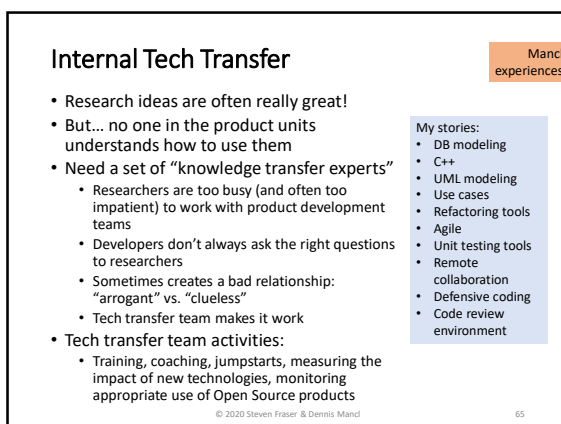 Internal Tech Transfer
Mancl
experiences
• Research ideas are often really great!
• But… no one in the product units
understands how to use them
• Need a set of “knowledge transfer experts”
• Researchers are too busy (and often too
impatient) to work with product development
teams
• Developers don’t always ask the right questions
to researchers
• Sometimes creates a bad relationship:
“arrogant” vs. “clueless”
• Tech transfer team makes it work
• Tech transfer team activities:
• Training, coaching, jumpstarts, measuring the
impact of new technologies, monitoring
appropriate use of Open Source products
My stories:
• DB modeling
• C++
• UML modeling
• Use cases
• Refactoring tools
• Agile
• Unit testing tools
• Remote
collaboration
• Defensive coding
• Code review
environment
© 2020 Steven Fraser & Dennis Mancl
65